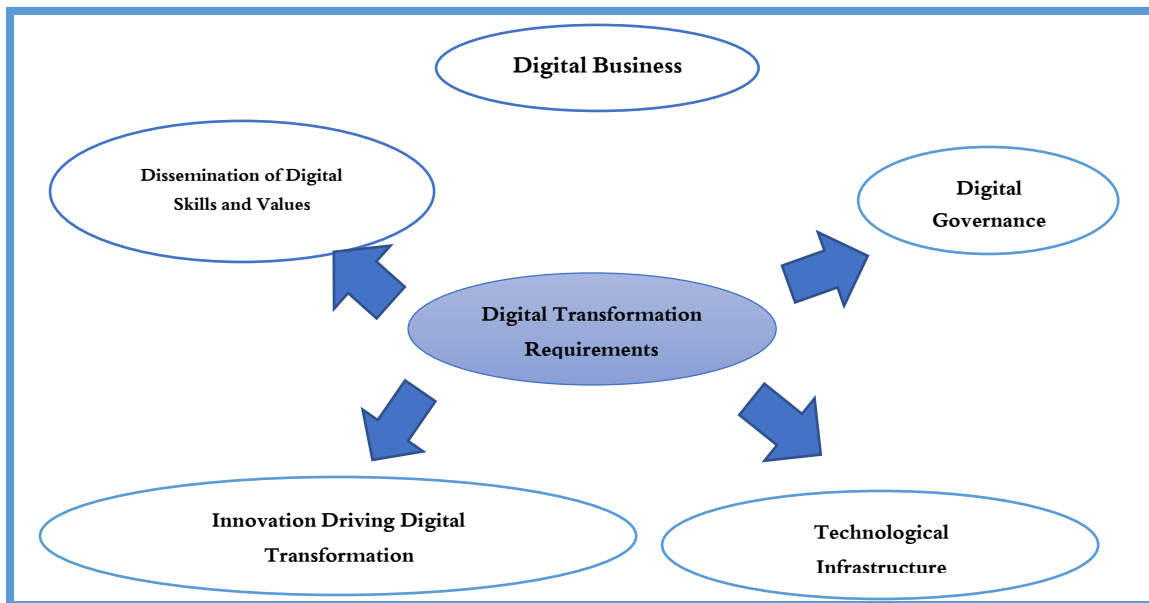 Digital Business
Dissemination of Digital
Skills and Values
Digital
Governance
Digital Transformation
Requirements
Innovation Driving Digital
Transformation
Technological
Infrastructure